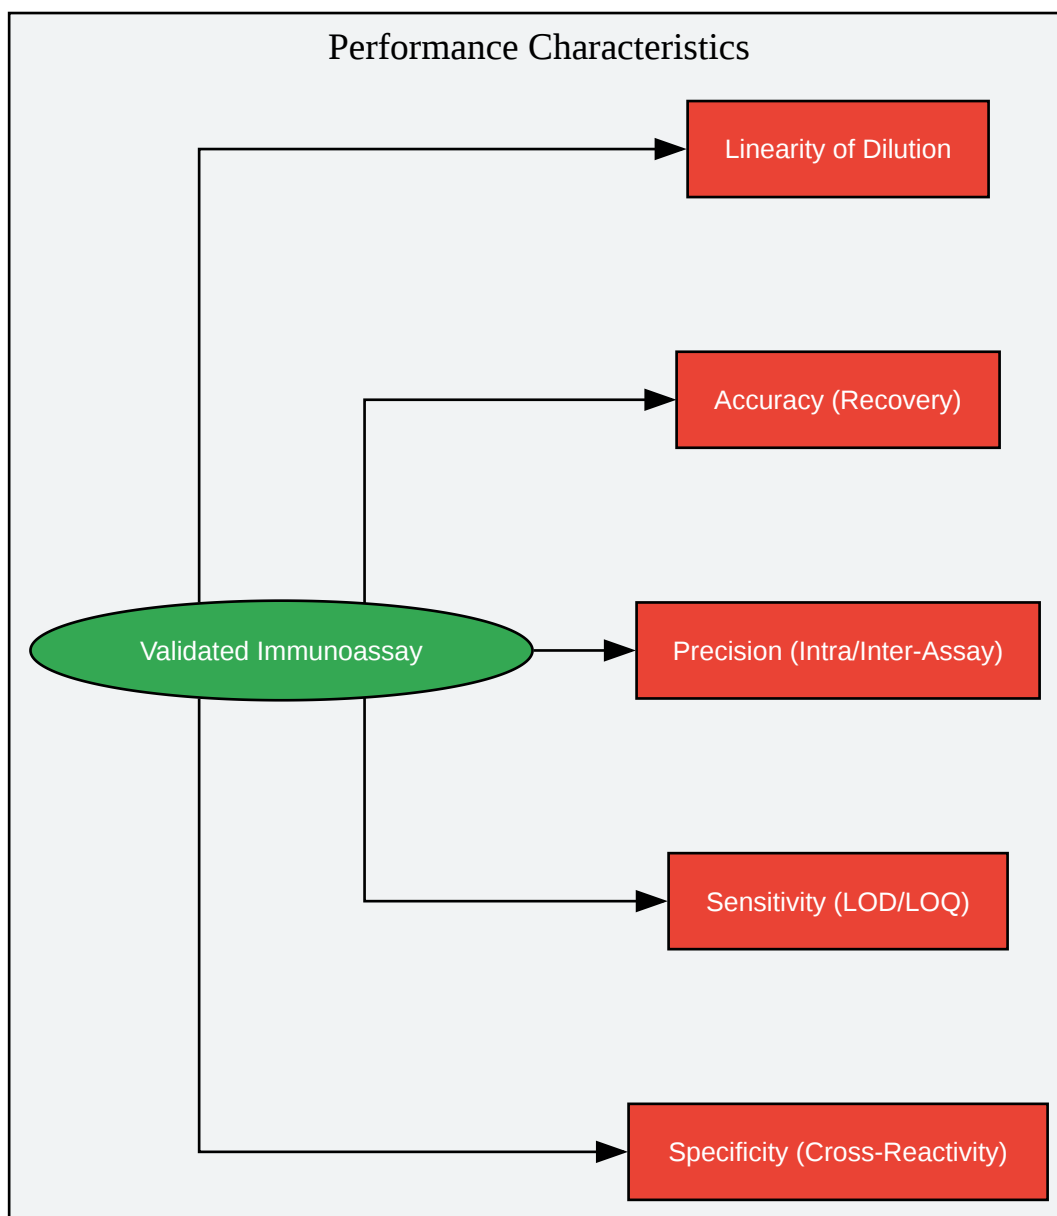 Performance Characteristics
Linearity of Dilution
Accuracy (Recovery)
Validated Immunoassay
Precision (Intra/Inter-Assay)
Sensitivity (LOD/LOQ)
Specificity (Cross-Reactivity)